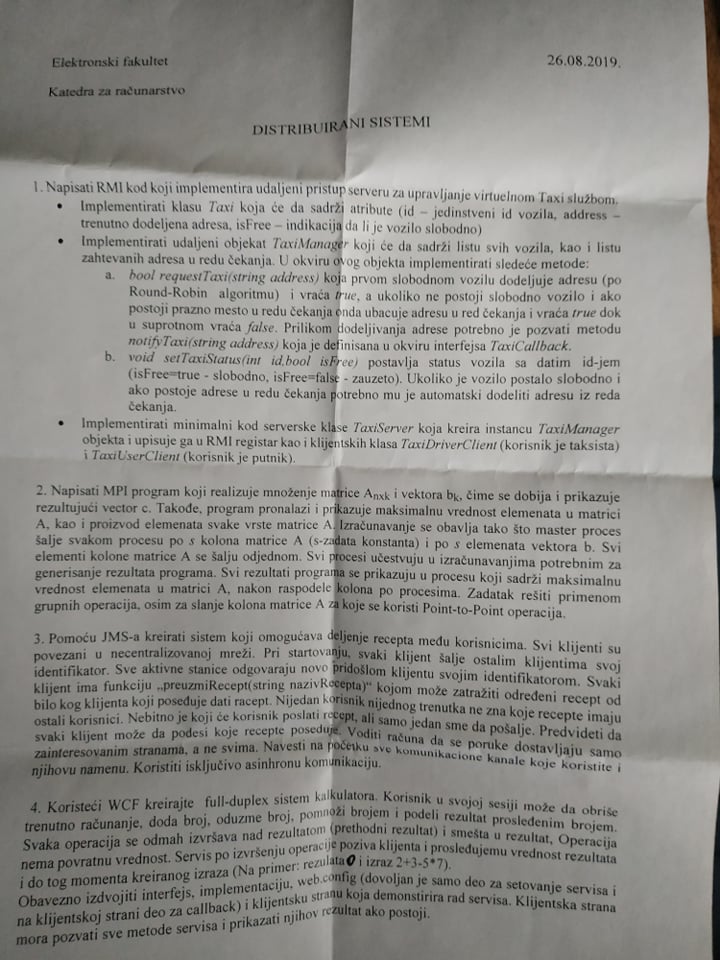 Elektronski fakultet 26.08.2019.
Katedra za računarstvo
DISTRIBUIRANI SISTEMI
1. Napisati RMI kod koji implementira udaljeni pristup serveru za upravljanje virtuelnom Taxi službom.
• Implementirati klasu Taxi koja će da sadrži atribute (id – jedinstveni id vozila, address –
trenutno dodeljena adresa, isFree – indikacija da li je vozilo slobodno)
• Implementirati udaljeni objekat TaxiManager koji će da sadrži listu svih vozila, kao i listu
zahtevanih adresa u redu čekanja. U okviru ovog objekta implementirati sledeće metode:
a. bool requestTaxi(string address) koja prvom slobodnom vozilu dodeljuje adresu (po
Round-Robin algoritmu) i vraća true, a ukoliko ne postoji slobodno vozilo i ako
postoji prazno mesto u redu čekanja onda ubacuje adresu u red čekanja i vraća true dok
u suprotnom vraća false. Prilikom dodeljivanja adrese potrebno je pozvati metodu
notifyTaxi(string address) koja je definisana u okviru interfejsa TaxiCallback.
b. void setTaxiStatus(int id,bool isFree) postavlja status vozila sa datim id-jem
(isFree=true - slobodno, isFree=false - zauzeto). Ukoliko je vozilo postalo slobodno i
ako postoje adrese u redu čekanja potrebno mu je automatski dodeliti adresu iz reda
čekanja.
• Implementirati minimalni kod serverske klase TaxiServer koja kreira instancu TaxiManager
objekta i upisuje ga u RMI registar kao i klijentskih klasa TaxiDriverClient (korisnik je taksista)
i TaxiUserClient (korisnik je putnik).
2. Napisati MPI program koji realizuje množenje matrice Anxk i vektora bk, čime se dobija i prikazuje
rezultujući vector c. Takođe, program pronalazi i prikazuje maksimalnu vrednost elemenata u matrici
A, kao i proizvod elemenata svake vrste matrice A. Izračunavanje se obavlja tako što master proces
šalje svakom procesu po s kolona matrice A (s-zadata konstanta) i po s elemenata vektora b. Svi
elementi kolone matrice A se šalju odjednom. Svi procesi učestvuju u izračunavanjima potrebnim za
generisanje rezultata programa. Svi rezultati programa se prikazuju u procesu koji sadrži maksimalnu
vrednost elemenata u matrici A, nakon raspodele kolona po procesima. Zadatak rešiti primenom
grupnih operacija, osim za slanje kolona matrice A za koje se koristi Point-to-Point operacija.
3. Pomoću JMS-a kreirati sistem koji omogućava deljenje recepta među korisnicima. Svi klijenti su
povezani u necentralizovanoj mreži. Pri startovanju, svaki klijent šalje ostalim klijentima svoj
identifikator. Sve aktivne stanice odgovaraju novo pridošlom klijentu svojim identifikatorom. Svaki
klijent ima funkciju „preuzmiRecept(string nazivRecepta)“ kojom može zatražiti određeni recept od
bilo kog klijenta koji poseduje dati racept. Nijedan korisnik nijednog trenutka ne zna koje recepte imaju
ostali korisnici. Nebitno je koji će korisnik poslati recept, ali samo jedan sme da pošalje. Predvideti da
svaki klijent može da podesi koje recepte poseduje. Voditi računa da se poruke dostavljaju samo
zainteresovanim stranama, a ne svima. Navesti na početku sve komunikacione kanale koje koristite i
njihovu namenu. Koristiti isključivo asinhronu komunikaciju.
4. Koristeći WCF kreirajte full-duplex sistem kalkulatora. Korisnik u svojoj sesiji može da obriše
trenutno računanje, doda broj, oduzme broj, pomnoži brojem i podeli rezultat prosleđenim brojem.
Svaka operacija se odmah izvršava nad rezultatom (prethodni rezultat) i smešta u rezultat, Operacija
nema povratnu vrednost. Servis po izvršenju operacije poziva klijenta i prosleđujemu vrednost rezultata
i do tog momenta kreiranog izraza (Na primer: rezulata0 i izraz 2+3-5*7).
Obavezno izdvojiti interfejs, implementaciju, web.config (dovoljan je samo deo za setovanje servisa i
na klijentskoj strani deo za callback) i klijentsku stranu koja demonstrira rad servisa. Klijentska strana
mora pozvati sve metode servisa i prikazati njihov rezultat ako postoji.